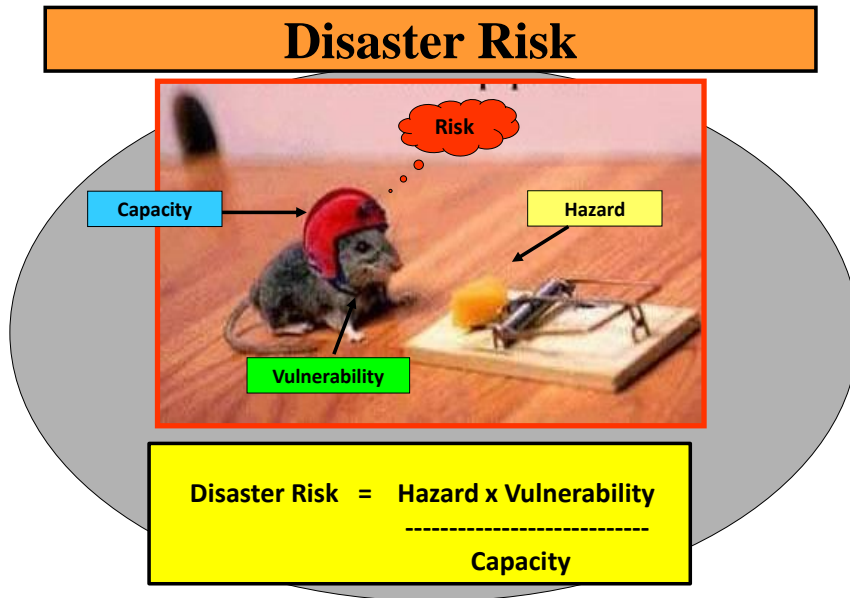 Disaster Risk
Risk
Capacity
Hazard
Vulnerability
Disaster Risk = Hazard x Vulnerability
---------------------------
Capacity